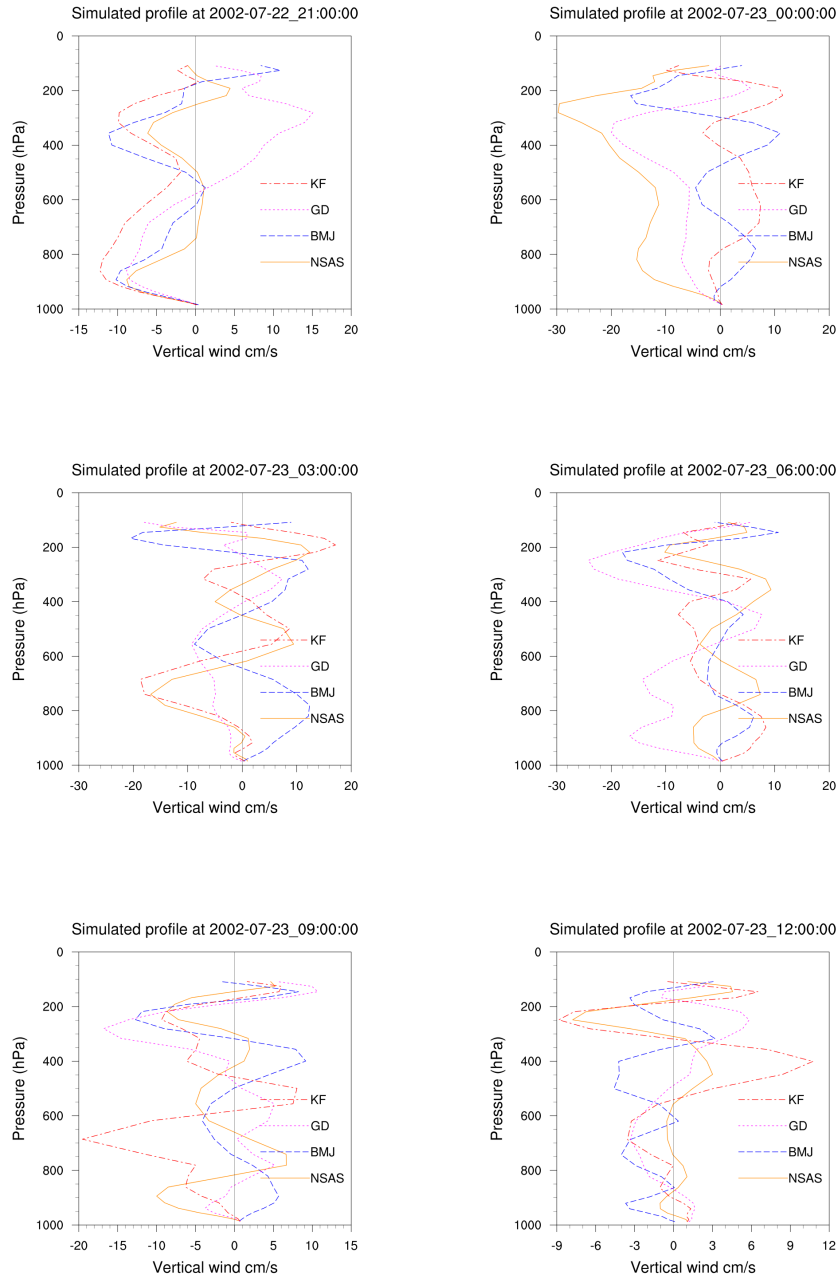 Simulated profile at 2002-07-22_21:00:00
0
200
400
600
800
1000
Pressure (hPa)
KF
GD
BMJ
NSAS
-15 -10 -5 0 5 10 15 20
Vertical wind cm/s
Simulated profile at 2002-07-23_00:00:00
0
200
400
600
800
1000
Pressure (hPa)
KF
GD
BMJ
NSAS
-30 -20 -10 0 10 20
Vertical wind cm/s
Simulated profile at 2002-07-23_03:00:00
0
200
400
600
800
1000
Pressure (hPa)
KF
GD
BMJ
NSAS
-30 -20 -10 0 10 20
Vertical wind cm/s
Simulated profile at 2002-07-23_06:00:00
0
200
400
600
800
1000
Pressure (hPa)
KF
GD
BMJ
NSAS
-30 -20 -10 0 10 20
Vertical wind cm/s
Simulated profile at 2002-07-23_09:00:00
0
200
400
600
800
1000
Pressure (hPa)
KF
GD
BMJ
NSAS
-20 -15 -10 -5 0 5 10 15
Vertical wind cm/s
Simulated profile at 2002-07-23_12:00:00
0
200
400
600
800
1000
Pressure (hPa)
KF
GD
BMJ
NSAS
-9 -6 -3 0 3 6 9 12
Vertical wind cm/s